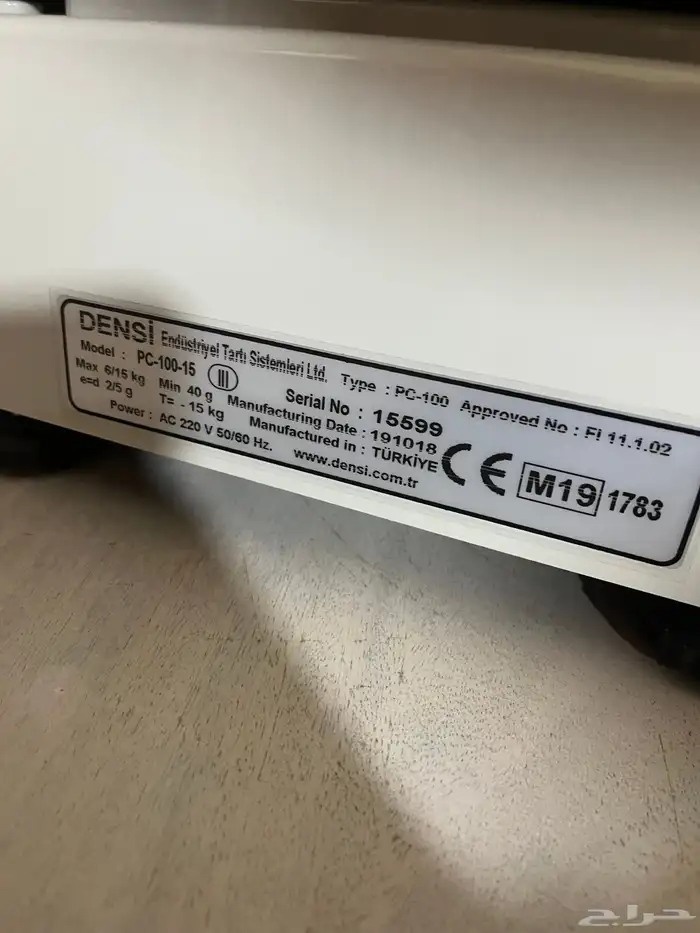 DENSİ Endüstriyel Tartı Sistemleri Ltd.
Model : PC-100-15
III
Type : PC-100 Approved No : FI 11.1.02
Max 6/15 kg Min 40 g
Serial No : 15599
e=d 2/5 g T= - 15 kg
Manufacturing Date : 191018
Power : AC 220 V 50/60 Hz.
Manufactured in : TÜRKİYE
www.densi.com.tr
CE M19 1783
حراج